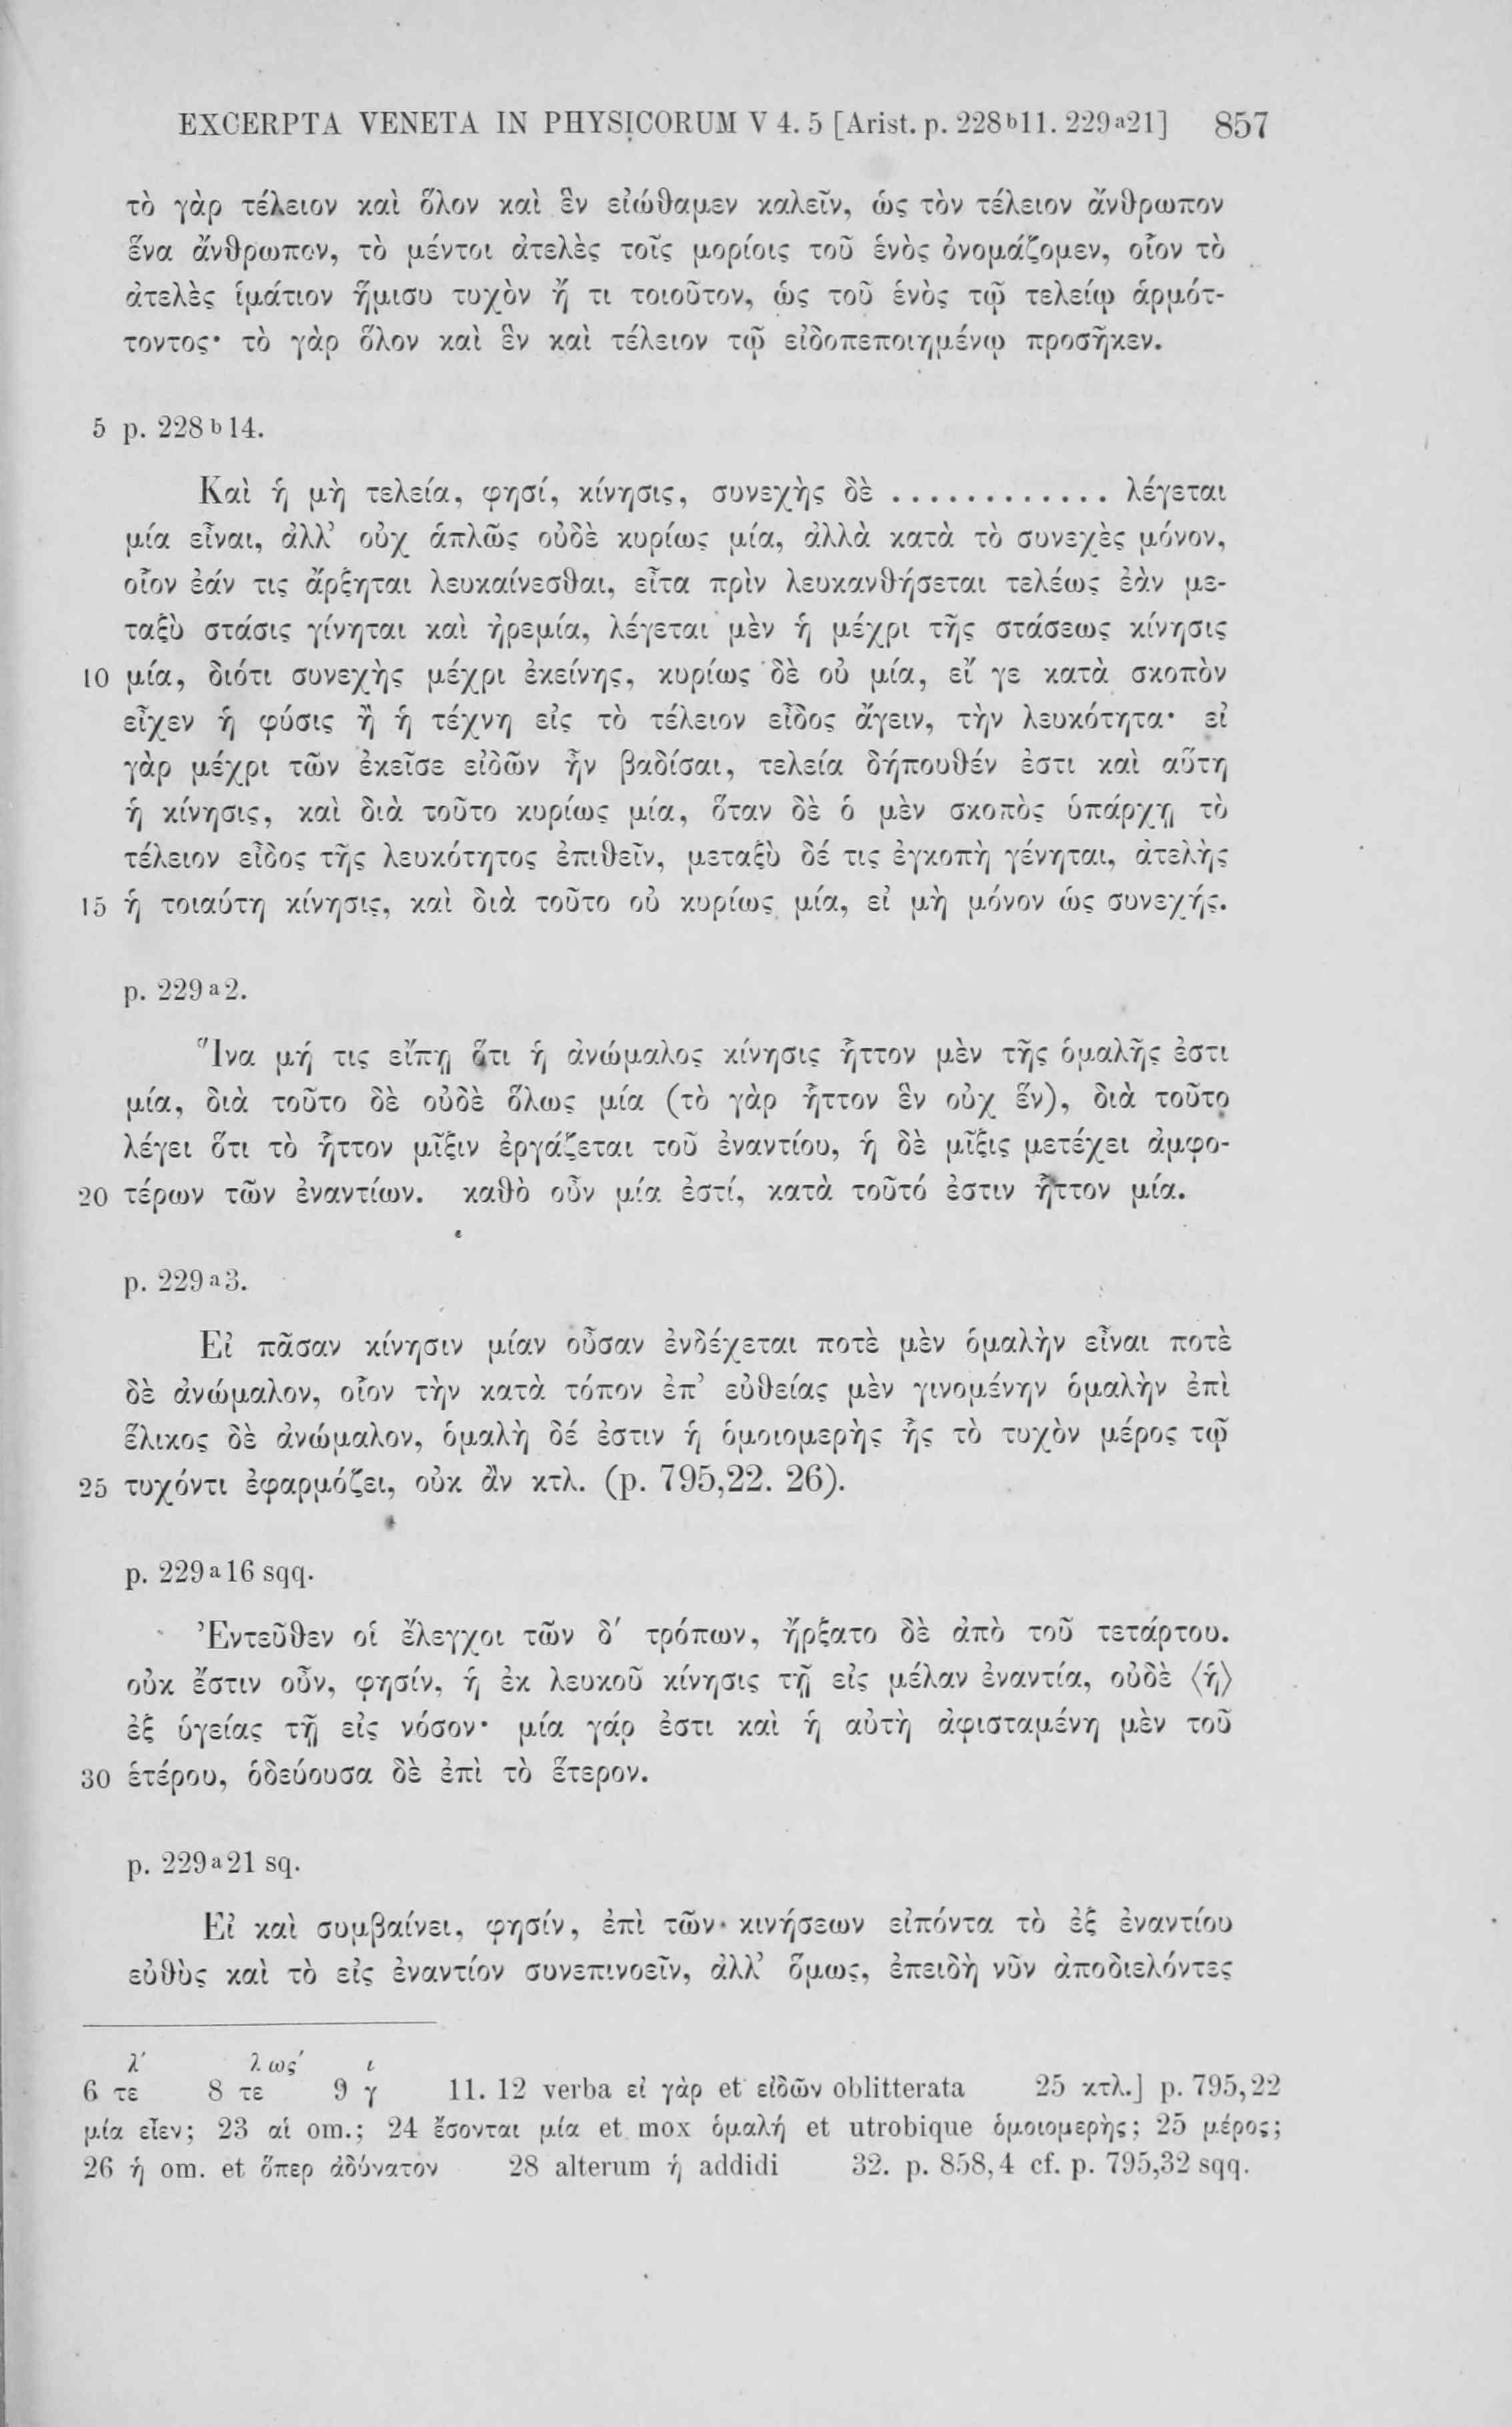 EXCERPTA VENETA IN PHYSICORUM V 4. 5 [Arist. p. 228ᵇ11. 229ᵃ21] 857
τὸ γὰρ τέλειον καὶ ὅλον καὶ ἓν εἰώθαμεν καλεῖν, ὡς τὸν τέλειον ἄνθρωπον
ἕνα ἄνθρωπον, τὸ μέντοι ἀτελὲς τοῖς μορίοις τοῦ ἑνὸς ὀνομάζομεν, οἷον τὸ
ἀτελὲς ἱμάτιον ἥμισυ τυχὸν ἤ τι τοιοῦτον, ὡς τοῦ ἑνὸς τῷ τελείῳ ἁρμότ-
τοντος· τὸ γὰρ ὅλον καὶ ἓν καὶ τέλειον τῷ εἰδοπεποιημένῳ προσῆκεν.
5 p. 228ᵇ14.
Καὶ ἡ μὴ τελεία, φησί, κίνησις, συνεχὴς δὲ ............ λέγεται
μία εἶναι, ἀλλ’ οὐχ ἁπλῶς οὐδὲ κυρίως μία, ἀλλὰ κατὰ τὸ συνεχὲς μόνον,
οἷον ἐάν τις ἄρξηται λευκαίνεσθαι, εἶτα πρὶν λευκανθήσεται τελέως ἐὰν με-
ταξὺ στάσις γίνηται καὶ ἠρεμία, λέγεται μὲν ἡ μέχρι τῆς στάσεως κίνησις
10 μία, διότι συνεχὴς μέχρι ἐκείνης, κυρίως δὲ οὐ μία, εἴ γε κατὰ σκοπὸν
εἶχεν ἡ φύσις ἢ ἡ τέχνη εἰς τὸ τέλειον εἶδος ἄγειν, τὴν λευκότητα· εἰ
γὰρ μέχρι τῶν ἐκεῖσε εἰδῶν ἦν βαδίσαι, τελεία δήπουθέν ἐστι καὶ αὕτη
ἡ κίνησις, καὶ διὰ τοῦτο κυρίως μία, ὅταν δὲ ὁ μὲν σκοπὸς ὑπάρχῃ τὸ
τέλειον εἶδος τῆς λευκότητος ἐπιθεῖν, μεταξὺ δέ τις ἐγκοπὴ γένηται, ἀτελὴς
15 ἡ τοιαύτη κίνησις, καὶ διὰ τοῦτο οὐ κυρίως μία, εἰ μὴ μόνον ὡς συνεχής.
p. 229ᵃ2.
Ἵνα μή τις εἴπῃ ὅτι ἡ ἀνώμαλος κίνησις ἧττον μὲν τῆς ὁμαλῆς ἐστι
μία, διὰ τοῦτο δὲ οὐδὲ ὅλως μία (τὸ γὰρ ἧττον ἓν οὐχ ἕν), διὰ τοῦτο
λέγει ὅτι τὸ ἧττον μῖξιν ἐργάζεται τοῦ ἐναντίου, ἡ δὲ μῖξις μετέχει ἀμφο-
20 τέρων τῶν ἐναντίων. καθὸ οὖν μία ἐστί, κατὰ τοῦτό ἐστιν ἧττον μία.
p. 229ᵃ3.
Εἰ πᾶσαν κίνησιν μίαν οὖσαν ἐνδέχεται ποτὲ μὲν ὁμαλὴν εἶναι ποτὲ
δὲ ἀνώμαλον, οἷον τὴν κατὰ τόπον ἐπ’ εὐθείας μὲν γινομένην ὁμαλὴν ἐπὶ
ἕλικος δὲ ἀνώμαλον, ὁμαλὴ δέ ἐστιν ἡ ὁμοιομερὴς ἧς τὸ τυχὸν μέρος τῷ
25 τυχόντι ἐφαρμόζει, οὐκ ἂν κτλ. (p. 795,22. 26).
p. 229ᵃ16 sqq.
Ἐντεῦθεν οἱ ἔλεγχοι τῶν δ′ τρόπων, ἤρξατο δὲ ἀπὸ τοῦ τετάρτου.
οὐκ ἔστιν οὖν, φησίν, ἡ ἐκ λευκοῦ κίνησις τῇ εἰς μέλαν ἐναντία, οὐδὲ ⟨ἡ⟩
ἐξ ὑγείας τῇ εἰς νόσον· μία γάρ ἐστι καὶ ἡ αὐτὴ ἀφισταμένη μὲν τοῦ
30 ἑτέρου, ὁδεύουσα δὲ ἐπὶ τὸ ἕτερον.
p. 229ᵃ21 sq.
Εἰ καὶ συμβαίνει, φησίν, ἐπὶ τῶν κινήσεων εἰπόντα τὸ ἐξ ἐναντίου
εὐθὺς καὶ τὸ εἰς ἐναντίον συνεπινοεῖν, ἀλλ’ ὅμως, ἐπειδὴ νῦν ἀποδιελόντες
λ′ λως′ ι
6 τε 8 τε 9 γ 11. 12 verba εἰ γὰρ et εἰδῶν oblitterata 25 κτλ.] p. 795,22
μία εἶεν; 23 αἱ om.; 24 ἔσονται μία et mox ὁμαλή et utrobique ὁμοιομερὴς; 25 μέρος;
26 ἡ om. et ὅπερ ἀδύνατον 28 alterum ἡ addidi 32. p. 858,4 cf. p. 795,32 sqq.